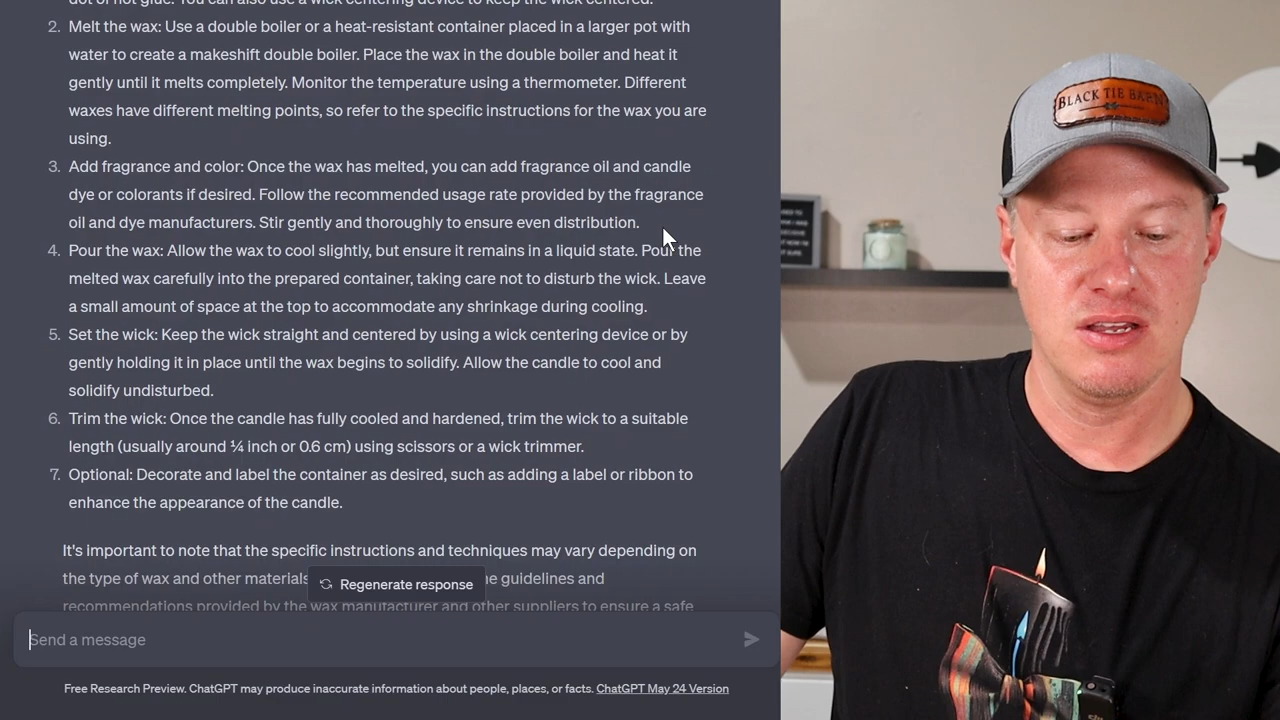 dot of hot glue. You can also use a wick centering device to keep the wick centered.
2. Melt the wax: Use a double boiler or a heat-resistant container placed in a larger pot with
water to create a makeshift double boiler. Place the wax in the double boiler and heat it
gently until it melts completely. Monitor the temperature using a thermometer. Different
waxes have different melting points, so refer to the specific instructions for the wax you are
using.
3. Add fragrance and color: Once the wax has melted, you can add fragrance oil and candle
dye or colorants if desired. Follow the recommended usage rate provided by the fragrance
oil and dye manufacturers. Stir gently and thoroughly to ensure even distribution.
4. Pour the wax: Allow the wax to cool slightly, but ensure it remains in a liquid state. Pour the
melted wax carefully into the prepared container, taking care not to disturb the wick. Leave
a small amount of space at the top to accommodate any shrinkage during cooling.
5. Set the wick: Keep the wick straight and centered by using a wick centering device or by
gently holding it in place until the wax begins to solidify. Allow the candle to cool and
solidify undisturbed.
6. Trim the wick: Once the candle has fully cooled and hardened, trim the wick to a suitable
length (usually around ¼ inch or 0.6 cm) using scissors or a wick trimmer.
7. Optional: Decorate and label the container as desired, such as adding a label or ribbon to
enhance the appearance of the candle.
It's important to note that the specific instructions and techniques may vary depending on
the type of wax and other materials he guidelines and
Regenerate response
recommendations provided by the wax manufacturer and other suppliers to ensure a safe
Send a message
Free Research Preview. ChatGPT may produce inaccurate information about people, places, or facts. ChatGPT May 24 Version
BLACK TIE BARN